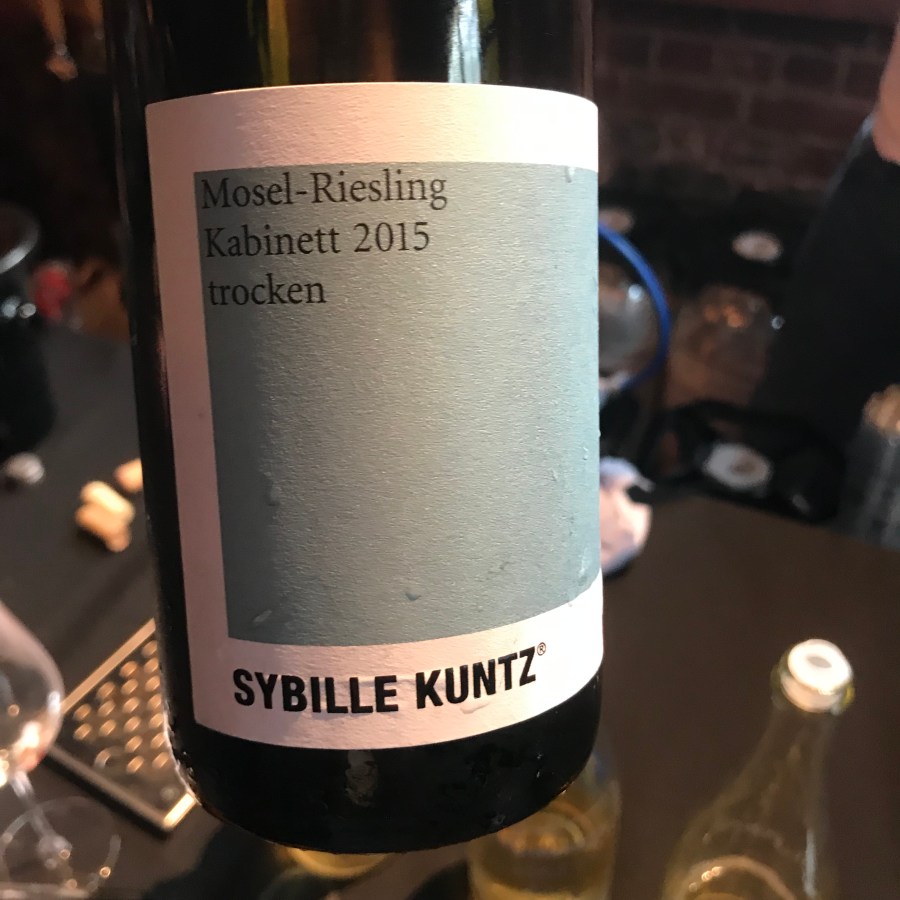 Mosel-Riesling
Kabinett 2015
trocken
SYBILLE KUNTZ®